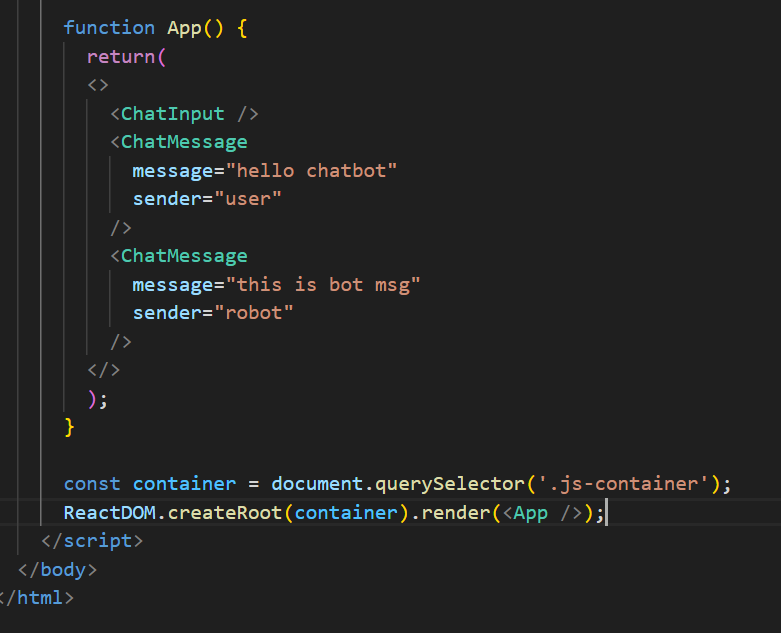 function App() {
return(
<>
<ChatInput />
<ChatMessage
message="hello chatbot"
sender="user"
/>
<ChatMessage
message="this is bot msg"
sender="robot"
/>
</>
);
}
const container = document.querySelector('.js-container');
ReactDOM.createRoot(container).render(<App />);
</script>
</body>
</html>